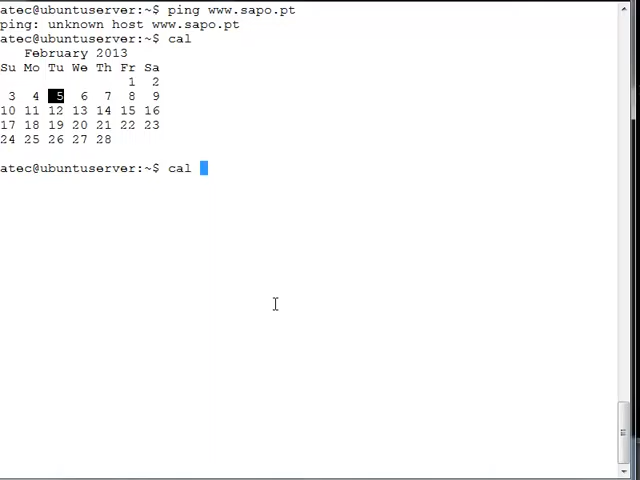 atec@ubuntuserver:~$ ping www.sapo.pt
ping: unknown host www.sapo.pt
atec@ubuntuserver:~$ cal
   February 2013
Su Mo Tu We Th Fr Sa
                1  2
 3  4  5  6  7  8  9
10 11 12 13 14 15 16
17 18 19 20 21 22 23
24 25 26 27 28
atec@ubuntuserver:~$ cal